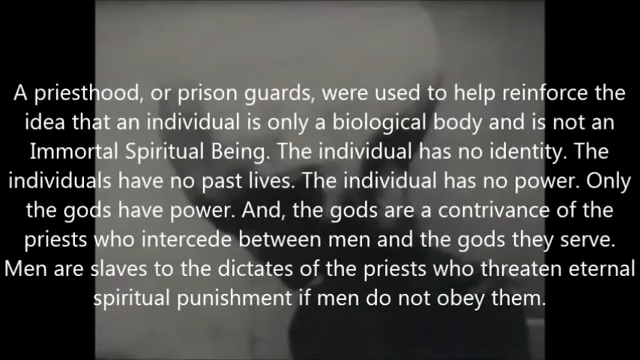 A priesthood, or prison guards, were used to help reinforce the
idea that an individual is only a biological body and is not an
Immortal Spiritual Being. The individual has no identity. The
individuals have no past lives. The individual has no power. Only
the gods have power. And, the gods are a contrivance of the
priests who intercede between men and the gods they serve.
Men are slaves to the dictates of the priests who threaten eternal
spiritual punishment if men do not obey them.